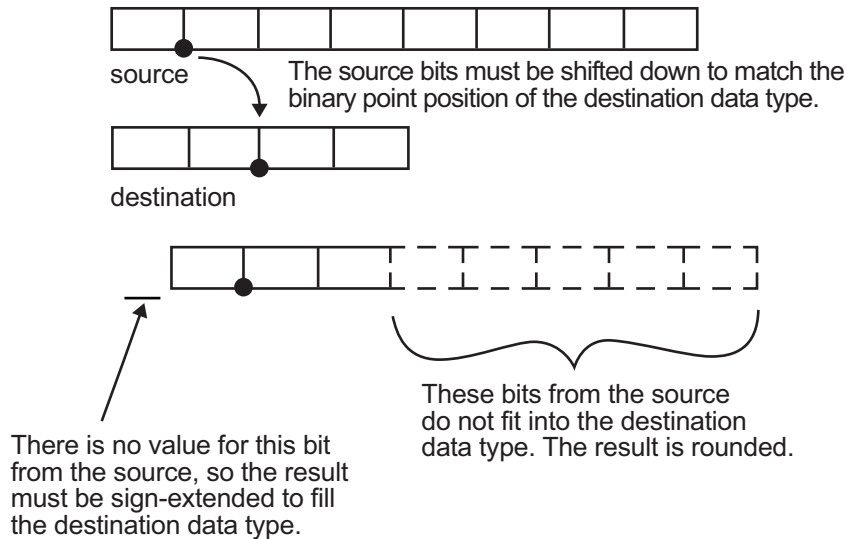 source
The source bits must be shifted down to match the
binary point position of the destination data type.
destination
There is no value for this bit
from the source, so the result
must be sign-extended to fill
the destination data type.
These bits from the source
do not fit into the destination
data type. The result is rounded.